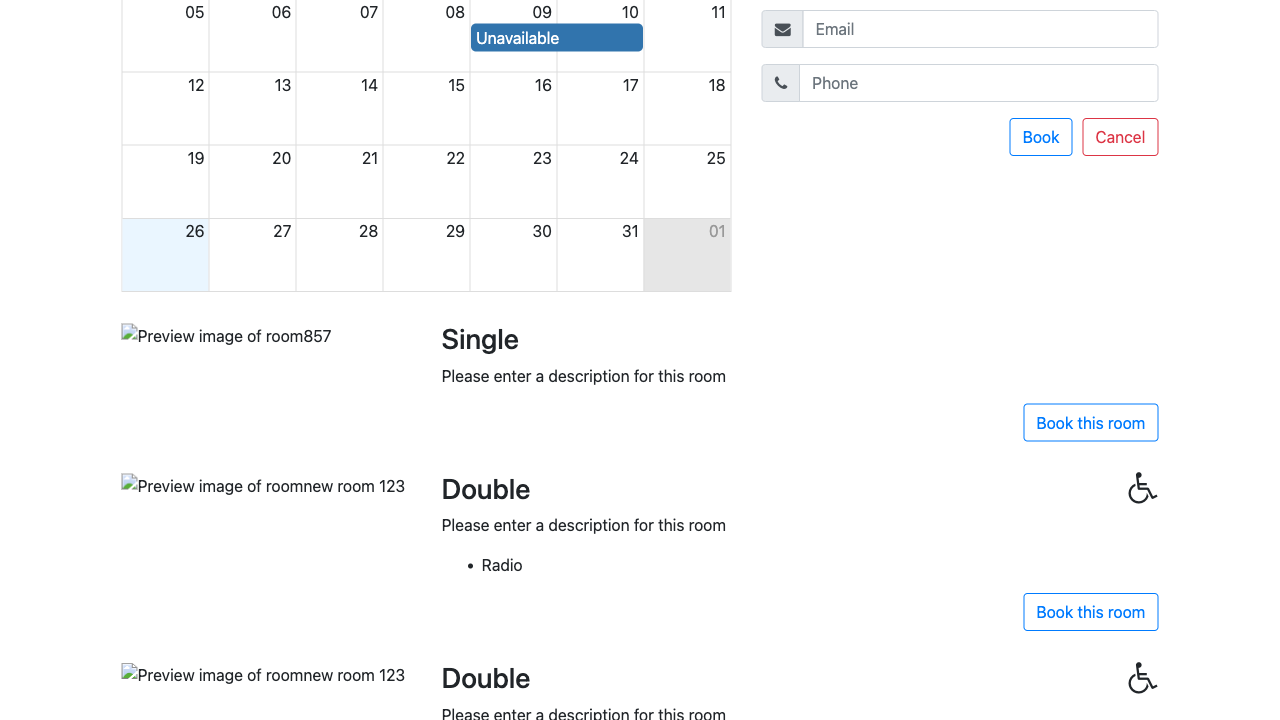 05 06 07 08 09 10 11
Unavailable
12 13 14 15 16 17 18
19 20 21 22 23 24 25
26 27 28 29 30 31 01
Email
Phone
Book Cancel
Preview image of room857
Single
Please enter a description for this room
Book this room
Preview image of roomnew room 123
Double
Please enter a description for this room
• Radio
Book this room
Preview image of roomnew room 123
Double
Please enter a description for this room